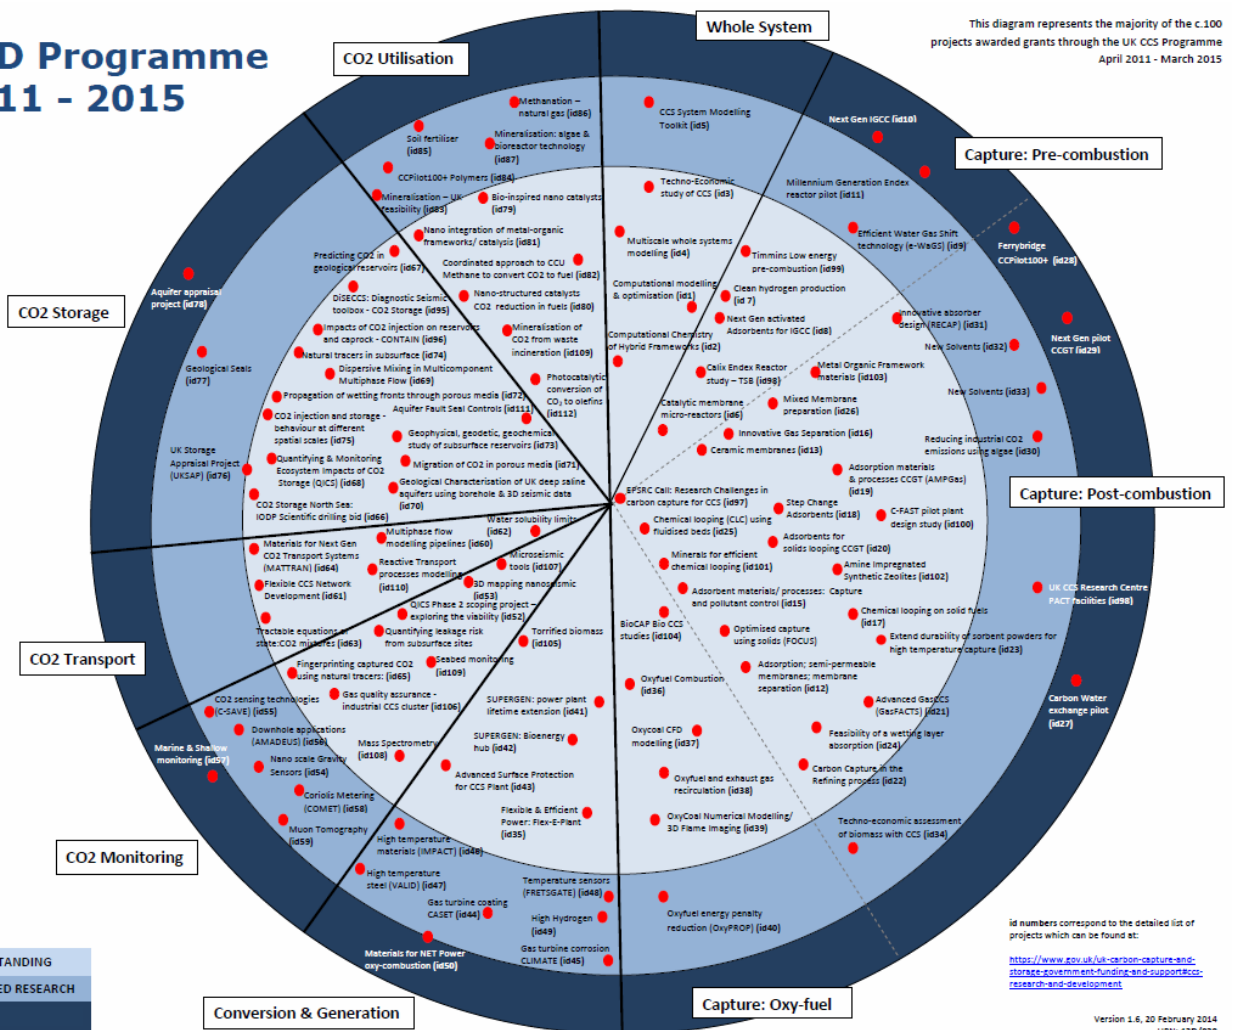 D Programme
11 - 2015
Whole System
This diagram represents the majority of the c.100
projects awarded grants through the UK CCS Programme
April 2011 - March 2015
CO2 Utilisation
Methanation –
natural gas (id86)
Soil fertiliser
(id85)
Mineralisation: algae &
bioreactor technology
(id87)
CCPilot100+ Polymers (id84)
Mineralisation – UK
feasibility (id83)
Bio-inspired nano catalysts
(id79)
Nano integration of metal-organic
frameworks/ catalysis (id81)
Coordinated approach to CCU
Methane to convert CO2 to fuel (id82)
Nano-structured catalysts
CO2 reduction in fuels (id80)
Mineralisation of
CO2 from waste
incineration (id109)
Photocatalytic
conversion of
CO2 to olefins
(id112)
CCS System Modelling
Toolkit (id5)
Techno-Economic
study of CCS (id3)
Multiscale whole systems
modelling (id4)
Computational modelling
& optimisation (id1)
Computational Chemistry
of Hybrid Frameworks (id2)
Capture: Pre-combustion
Next Gen IGCC (id10)
Millennium Generation Endex
reactor pilot (id11)
Efficient Water Gas Shift
technology (e-WaGS) (id9)
Timmins Low energy
pre-combustion (id99)
Clean hydrogen production
(id 7)
Next Gen activated
Adsorbents for IGCC (id8)
Calix Endex Reactor
study – TSB (id98)
Catalytic membrane
micro-reactors (id6)
Capture: Post-combustion
Ferrybridge
CCPilot100+ (id28)
Next Gen pilot
CCGT (id29)
Innovative absorber
design (RECAP) (id31)
New Solvents (id32)
New Solvents (id33)
Metal Organic Framework
materials (id103)
Mixed Membrane
preparation (id26)
Innovative Gas Separation (id16)
Ceramic membranes (id13)
Reducing industrial CO2
emissions using algae (id30)
Adsorption materials
& processes CCGT (AMPGas)
(id19)
EPSRC Call: Research Challenges in
carbon capture for CCS (id97)
Step Change
Adsorbents (id18)
C-FAST pilot plant
design study (id100)
Chemical looping (CLC) using
fluidised beds (id25)
Adsorbents for
solids looping CCGT (id20)
Minerals for efficient
chemical looping (id101)
Amine Impregnated
Synthetic Zeolites (id102)
Adsorbent materials/ processes: Capture
and pollutant control (id15)
UK CCS Research Centre
PACT facilities (id98)
BioCAP Bio CCS
studies (id104)
Optimised capture
using solids (FOCUS)
Chemical looping on solid fuels
(id17)
Extend durability of sorbent powders for
high temperature capture (id23)
Adsorption; semi-permeable
membranes; membrane
separation (id12)
Advanced GasCCS
(GasFACTS) (id21)
Carbon Water
exchange pilot
(id27)
Feasibility of a wetting layer
absorption (id24)
Carbon Capture in the
Refining process (id22)
Techno-economic assessment
of biomass with CCS (id34)
Capture: Oxy-fuel
Oxyfuel Combustion
(id36)
Oxycoal CFD
modelling (id37)
Oxyfuel and exhaust gas
recirculation (id38)
OxyCoal Numerical Modelling/
3D Flame Imaging (id39)
Oxyfuel energy penalty
reduction (OxyPROP) (id40)
Conversion & Generation
Torrified biomass
(id105)
SUPERGEN: power plant
lifetime extension (id41)
SUPERGEN: Bioenergy
hub (id42)
Advanced Surface Protection
for CCS Plant (id43)
Flexible & Efficient
Power: Flex-E-Plant
(id35)
High temperature
materials (IMPACT) (id46)
High temperature
steel (VALID) (id47)
Gas turbine coating
CASET (id44)
Temperature sensors
(FRETSGATE) (id48)
High Hydrogen
(id49)
Gas turbine corrosion
CLIMATE (id45)
Materials for NET Power
oxy-combustion (id50)
CO2 Monitoring
Microseismic
tools (id107)
3D mapping nanoseismic
(id53)
QICS Phase 2 scoping project –
exploring the viability (id52)
Quantifying leakage risk
from subsurface sites
Seabed monitoring
(id109)
Fingerprinting captured CO2
using natural tracers: (id65)
Gas quality assurance -
industrial CCS cluster (id106)
Mass Spectrometry
(id108)
CO2 sensing technologies
(C-SAVE) (id55)
Downhole applications
(AMADEUS) (id56)
Marine & Shallow
monitoring (id57)
Nano scale Gravity
Sensors (id54)
Coriolis Metering
(COMET) (id58)
Muon Tomography
(id59)
CO2 Transport
Water solubility limits
(id62)
Multiphase flow
modelling pipelines (id60)
Reactive Transport
processes modelling
(id110)
Materials for Next Gen
CO2 Transport Systems
(MATTRAN) (id64)
Flexible CCS Network
Development (id61)
Tractable equations of
state:CO2 mixtures (id63)
CO2 Storage
Predicting CO2 in
geological reservoirs (id67)
DiSECCS: Diagnostic Seismic
toolbox - CO2 Storage (id95)
Impacts of CO2 injection on reservoirs
and caprock - CONTAIN (id96)
Natural tracers in subsurface (id74)
Dispersive Mixing in Multicomponent
Multiphase Flow (id69)
Propagation of wetting fronts through porous media (id72)
Aquifer Fault Seal Controls (id111)
CO2 injection and storage -
behaviour at different
spatial scales (id75)
Geophysical, geodetic, geochemical
study of subsurface reservoirs (id73)
Quantifying & Monitoring
Ecosystem Impacts of CO2
Storage (QICS) (id68)
Migration of CO2 in porous media (id71)
Geological Characterisation of UK deep saline
aquifers using borehole & 3D seismic data
(id70)
CO2 Storage North Sea:
IODP Scientific drilling bid (id66)
UK Storage
Appraisal Project
(UKSAP) (id76)
Geological Seals
(id77)
Aquifer appraisal
project (id78)
TANDING
ED RESEARCH
id numbers correspond to the detailed list of
projects which can be found at:
https://www.gov.uk/uk-carbon-capture-and-
storage-government-funding-and-support#ccs-
research-and-development
Version 1.6, 20 February 2014